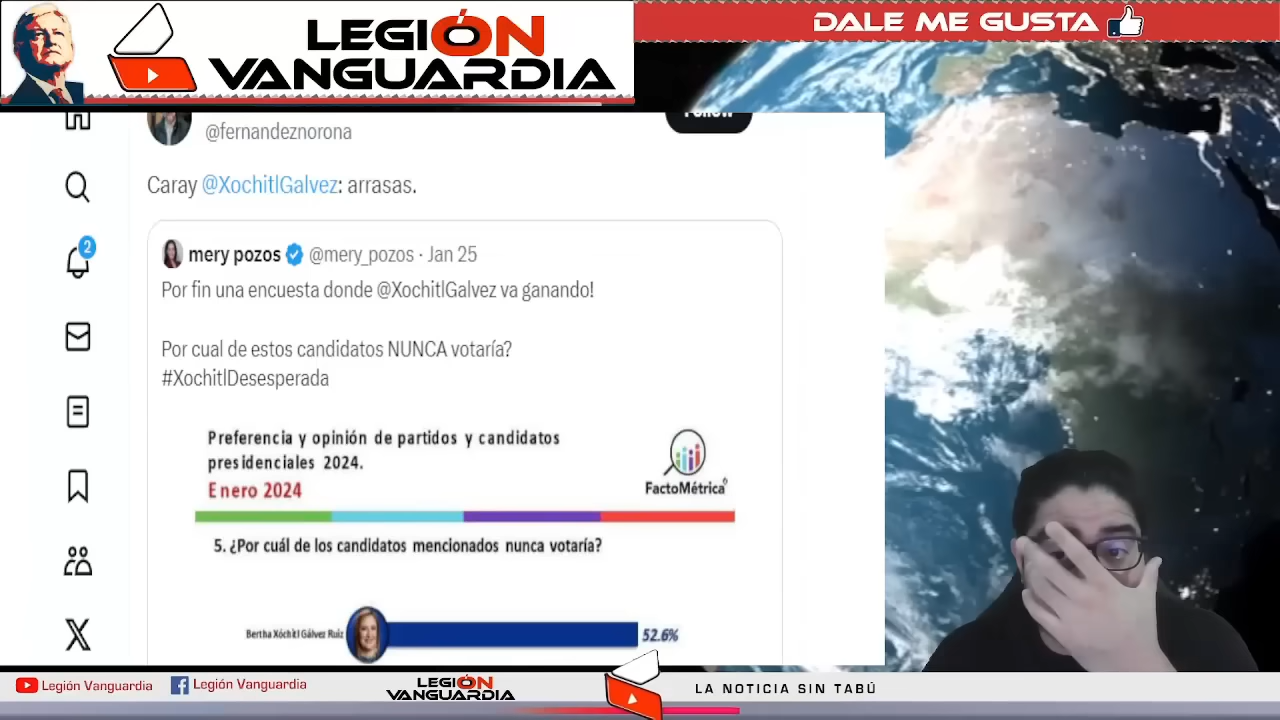 LEGIÓN
VANGUARDIA
DALE ME GUSTA
Follow
@fernandeznorona
Caray @XochitlGalvez: arrasas.
2
mery pozos @mery_pozos · Jan 25
Por fin una encuesta donde @XochitlGalvez va ganando!
Por cual de estos candidatos NUNCA votaría?
#XochitlDesesperada
Preferencia y opinión de partidos y candidatos
presidenciales 2024.
Enero 2024
FactoMétrica
5. ¿Por cuál de los candidatos mencionados nunca votaría?
Bertha Xóchitl Gálvez Ruiz 52.6%
Legión Vanguardia
Legión Vanguardia
LEGIÓN
VANGUARDIA
LA NOTICIA SIN TABÚ